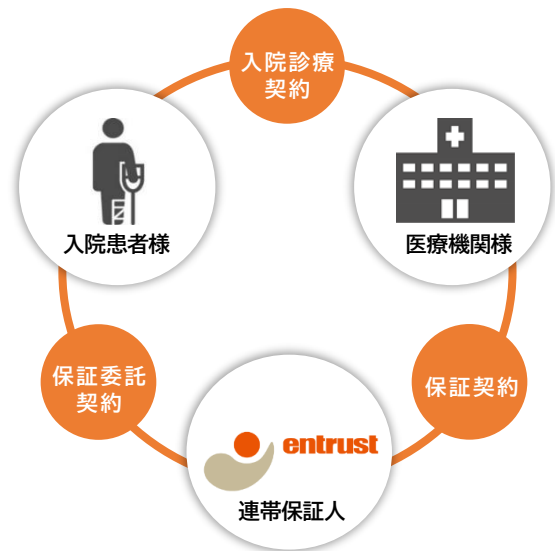 入院診療
契約
入院患者様
医療機関様
保証委託
契約
保証契約
entrust
連帯保証人